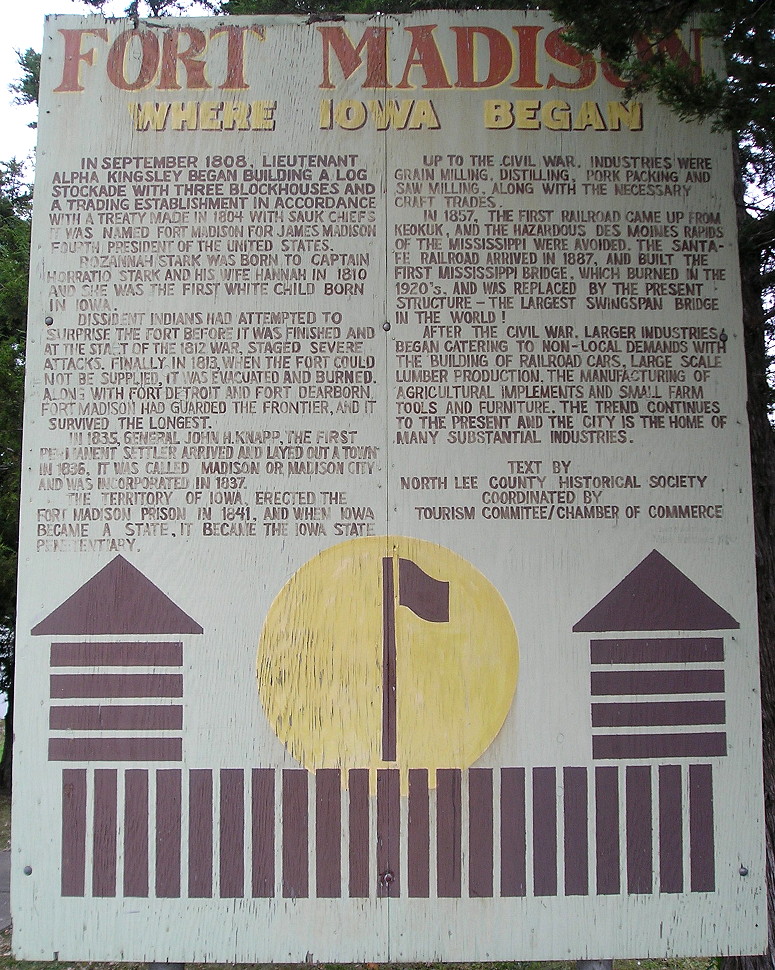 FORT MADISON
WHERE IOWA BEGAN
IN SEPTEMBER 1808, LIEUTENANT
ALPHA KINGSLEY BEGAN BUILDING A LOG
STOCKADE WITH THREE BLOCKHOUSES AND
A TRADING ESTABLISHMENT IN ACCORDANCE
WITH A TREATY MADE IN 1804 WITH SAUK CHIEFS
IT WAS NAMED FORT MADISON FOR JAMES MADISON
FOURTH PRESIDENT OF THE UNITED STATES.
ROZANNAH STARK WAS BORN TO CAPTAIN
HORRATIO STARK AND HIS WIFE HANNAH IN 1810
AND SHE WAS THE FIRST WHITE CHILD BORN
IN IOWA.
DISSIDENT INDIANS HAD ATTEMPTED TO
SURPRISE THE FORT BEFORE IT WAS FINISHED AND
AT THE START OF THE 1812 WAR, STAGED SEVERE
ATTACKS. FINALLY IN 1813, WHEN THE FORT COULD
NOT BE SUPPLIED, IT WAS EVACUATED AND BURNED.
ALONG WITH FORT DETROIT AND FORT DEARBORN,
FORT MADISON HAD GUARDED THE FRONTIER, AND IT
SURVIVED THE LONGEST.
IN 1835, GENERAL JOHN H. KNAPP, THE FIRST
PERMANENT SETTLER ARRIVED AND LAYED OUT A TOWN
IN 1836, IT WAS CALLED MADISON OR MADISON CITY
AND WAS INCORPORATED IN 1837.
THE TERRITORY OF IOWA, ERECTED THE
FORT MADISON PRISON IN 1841, AND WHEN IOWA
BECAME A STATE, IT BECAME THE IOWA STATE
PENITENTIARY.
UP TO THE CIVIL WAR, INDUSTRIES WERE
GRAIN MILLING, DISTILLING, PORK PACKING AND
SAW MILLING, ALONG WITH THE NECESSARY
CRAFT TRADES.
IN 1857, THE FIRST RAILROAD CAME UP FROM
KEOKUK, AND THE HAZARDOUS DES MOINES RAPIDS
OF THE MISSISSIPPI WERE AVOIDED. THE SANTA-
FE RAILROAD ARRIVED IN 1887, AND BUILT THE
FIRST MISSISSIPPI BRIDGE, WHICH BURNED IN THE
1920's, AND WAS REPLACED BY THE PRESENT
STRUCTURE - THE LARGEST SWINGSPAN BRIDGE
IN THE WORLD!
AFTER THE CIVIL WAR, LARGER INDUSTRIES
BEGAN CATERING TO NON-LOCAL DEMANDS WITH
THE BUILDING OF RAILROAD CARS, LARGE SCALE
LUMBER PRODUCTION, THE MANUFACTURING OF
AGRICULTURAL IMPLEMENTS AND SMALL FARM
TOOLS AND FURNITURE. THE TREND CONTINUES
TO THE PRESENT AND THE CITY IS THE HOME OF
MANY SUBSTANTIAL INDUSTRIES.
TEXT BY
NORTH LEE COUNTY HISTORICAL SOCIETY
COORDINATED BY
TOURISM COMMITEE/CHAMBER OF COMMERCE